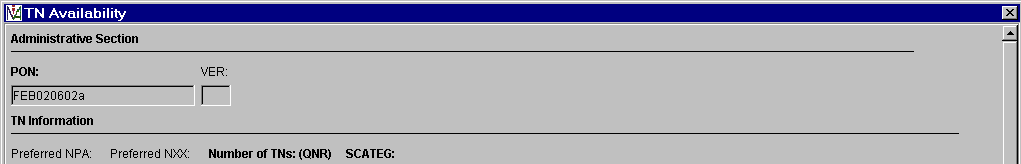 TN Availability
Administrative Section
PON: VER:
FEB020602a
TN Information
Preferred NPA: Preferred NXX: Number of TNs: (QNR) SCATEG: